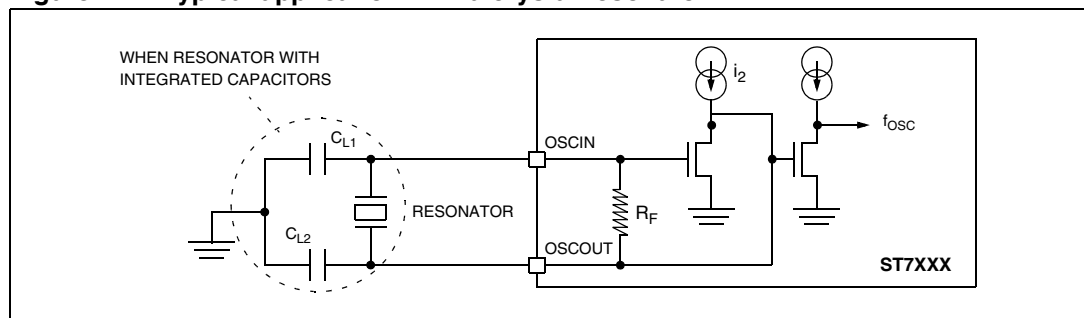 WHEN RESONATOR WITH
INTEGRATED CAPACITORS
CL1
CL2
RESONATOR
OSCIN
OSCOUT
RF
i2
fOSC
ST7XXX